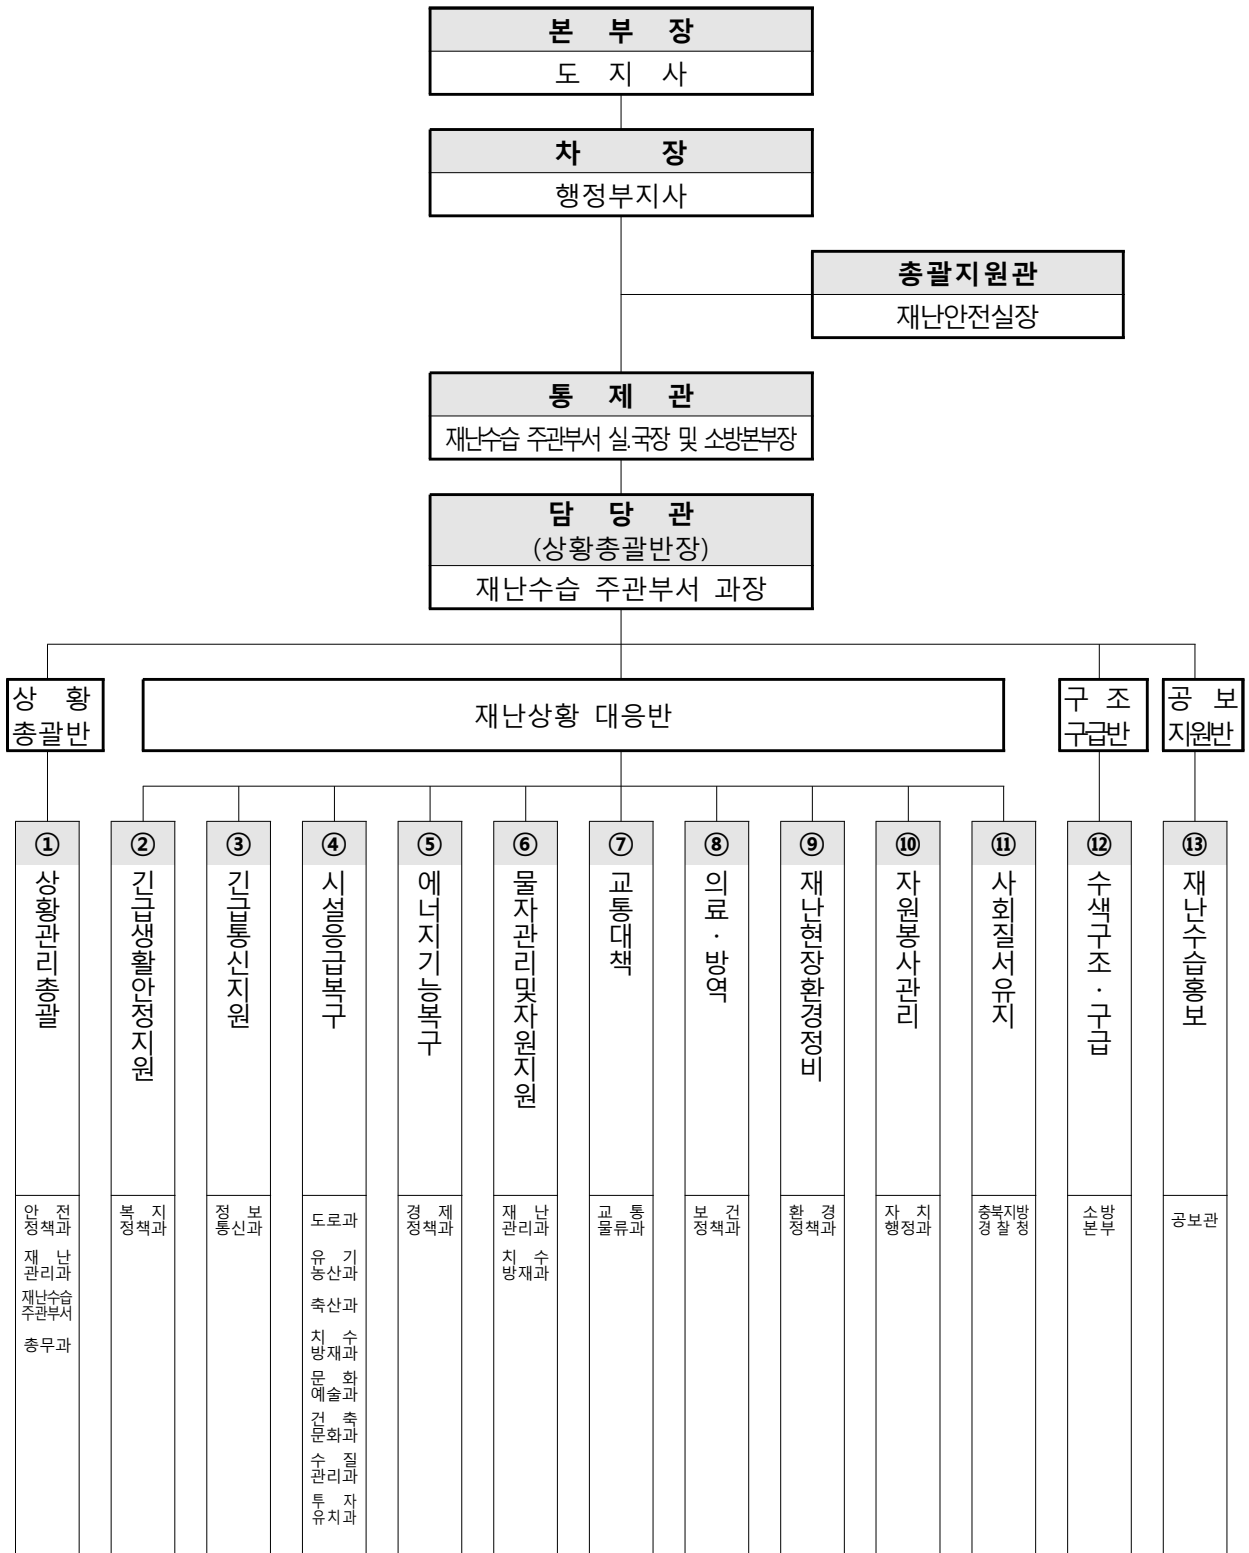 본 부 장
도 지 사
차 장
행정부지사
총괄지원관
재난안전실장
통 제 관
재난수습 주관부서 실.국장 및 소방본부장
담 당 관
(상황총괄반장)
재난수습 주관부서 과장
상 황
총괄반
재난상황 대응반
구 조
구급반
공 보
지원반
①
상황관리총괄
안 전
정책과
재 난
관리과
재난수습
주관부서
총무과
②
긴급생활안정지원
복 지
정책과
③
긴급통신지원
정 보
통신과
④
시설응급복구
도로과
유 기
농산과
축산과
치 수
방재과
문 화
예술과
건 축
문화과
수 질
관리과
투 자
유치과
⑤
에너지기능복구
경 제
정책과
⑥
물자관리및자원지원
재 난
관리과
치 수
방재과
⑦
교통대책
교 통
물류과
⑧
의료·방역
보 건
정책과
⑨
재난현장환경정비
환 경
정책과
⑩
자원봉사관리
자 치
행정과
⑪
사회질서유지
충북지방
경 찰 청
⑫
수색구조·구급
소방
본부
⑬
재난수습홍보
공보관